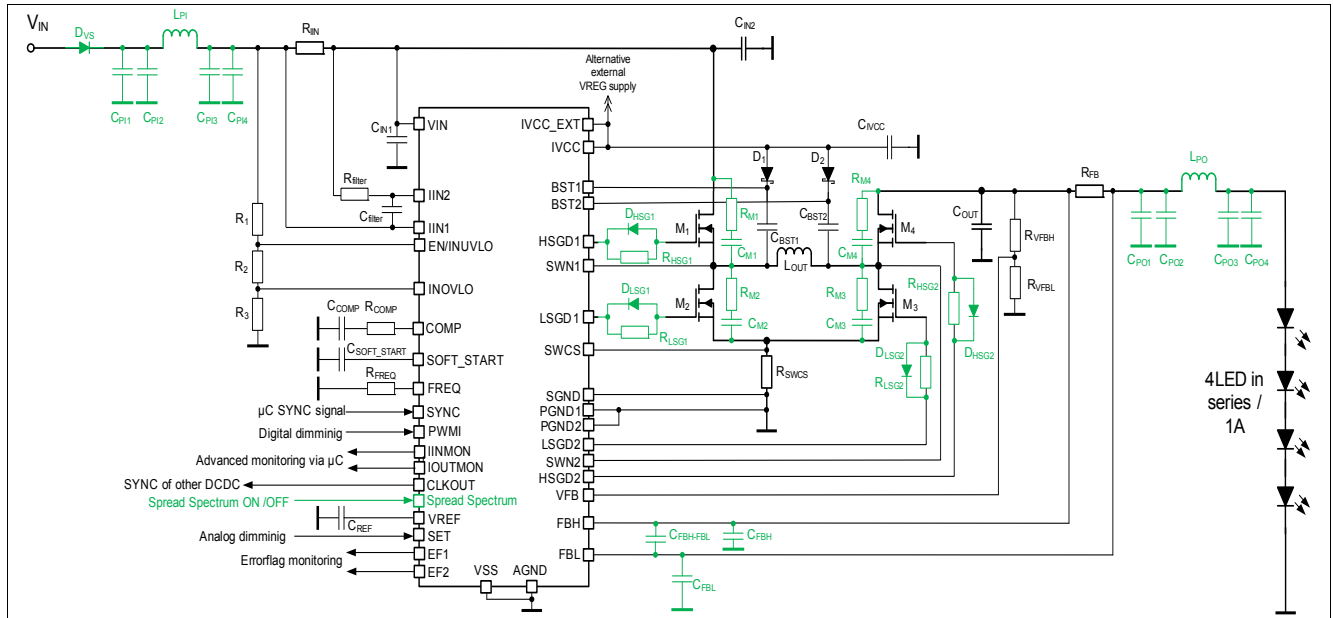 VIN
DVS
LPI
RIIN
CIN2
CPI1
CPI2
CPI3
CPI4
Alternative
external
VREG supply
CIN1
VIN
IVCC_EXT
IVCC
CIVCC
D1
D2
LPO
RFB
Rfilter
IIN2
Cfilter
IIN1
BST1
BST2
RM1
CBST2
RM4
COUT
R1
DHSG1
M1
CBST1
M4
RVFBH
EN/INUVLO
HSGD1
RHSG1
CM1
CM4
CPO1
CPO2
CPO3
CPO4
SWN1
LOUT
R2
RVFBL
INOVLO
DLSG1
M2
RM2
RM3
M3
RHSG2
R3
CCOMP
RCOMP
LSGD1
RLSG1
CM2
CM3
COMP
CSOFT_START
SOFT_START
SWCS
RSWCS
DLSG2
RLSG2
DHSG2
RFREQ
FREQ
SGND
4LED in
series /
1A
µC SYNC signal
SYNC
PGND1
PGND2
Digital dimminig
PWMI
LSGD2
Advanced monitoring via µC
IINMON
IOUTMON
SWN2
HSGD2
SYNC of other DCDC
CLKOUT
VFB
Spread Spectrum ON /OFF
Spread Spectrum
CREF
VREF
FBH
CFBH-FBL
CFBH
Analog dimminig
SET
FBL
Errorflag monitoring
EF1
EF2
VSS
AGND
CFBL